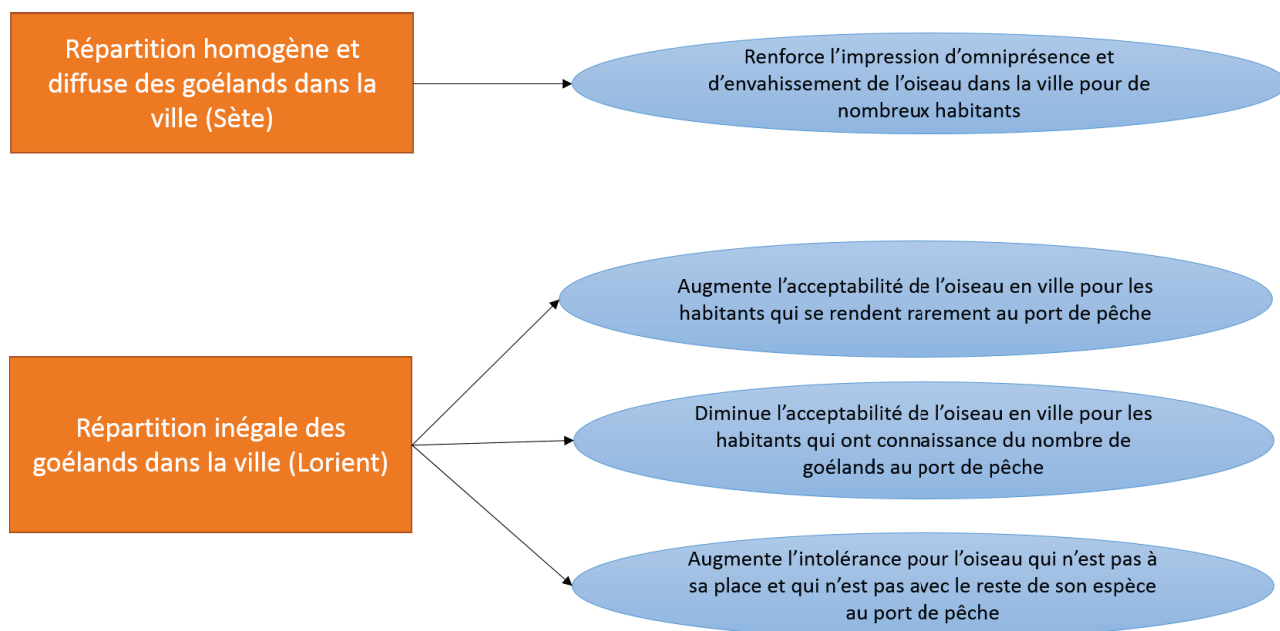 Répartition homogène et
diffuse des goélands dans la
ville (Sète)
Renforce l’impression d’omniprésence et
d’envahissement de l’oiseau dans la ville pour de
nombreux habitants
Répartition inégale des
goélands dans la ville (Lorient)
Augmente l’acceptabilité de l’oiseau en ville pour les
habitants qui se rendent rarement au port de pêche
Diminue l’acceptabilité de l’oiseau en ville pour les
habitants qui ont connaissance du nombre de
goélands au port de pêche
Augmente l’intolérance pour l’oiseau qui n’est pas à
sa place et qui n’est pas avec le reste de son espèce
au port de pêche